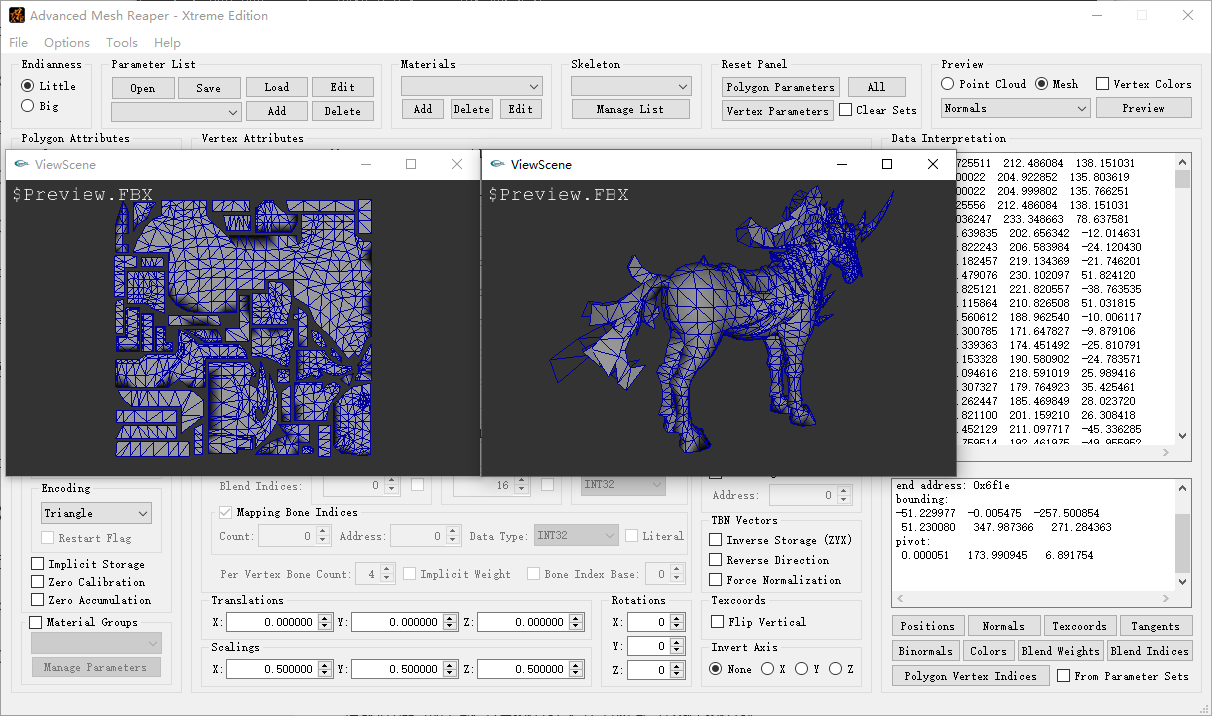 Advanced Mesh Reaper - Xtreme Edition
File Options Tools Help
Endianness
Little
Big
Parameter List
Open Save Load Edit
Add Delete
Materials
Add Delete Edit
Skeleton
Manage List
Reset Panel
Polygon Parameters All
Vertex Parameters Clear Sets
Preview
Point Cloud Mesh Vertex Colors
Normals Preview
Polygon Attributes
Vertex Attributes
Data Interpretation
ViewScene
$Preview.FBX
ViewScene
$Preview.FBX
725511 212.486084 138.151031
00022 204.922852 135.803619
00022 204.999802 135.766251
25556 212.486084 138.151031
036247 233.348663 78.637581
.639835 202.656342 -12.014631
.822243 206.583984 -24.120430
.182457 219.134369 -21.746201
.479076 230.102097 51.824120
.825121 221.820557 -38.763535
.115864 210.826508 51.031815
.560612 188.962540 -10.006117
.300785 171.647827 -9.879106
.339363 174.451492 -25.810791
.153328 190.580902 -24.783571
.094616 218.591019 25.989416
.307327 179.764923 35.425461
.262447 185.469849 28.023720
.821100 201.159210 26.308418
.452129 211.097717 -45.336285
.759514 192.461975 -49.955952
Encoding
Triangle
Restart Flag
Implicit Storage
Zero Calibration
Zero Accumulation
Material Groups
Manage Parameters
Blend Indices: 0 16 INT32
Mapping Bone Indices
Count: 0 Address: 0 Data Type: INT32 Literal
Per Vertex Bone Count: 4 Implicit Weight Bone Index Base: 0
Translations
X: 0.000000 Y: 0.000000 Z: 0.000000
Scalings
X: 0.500000 Y: 0.500000 Z: 0.500000
Rotations
X: 0
Y: 0
Z: 0
Address: 0
TBN Vectors
Inverse Storage (ZYX)
Reverse Direction
Force Normalization
Texcoords
Flip Vertical
Invert Axis
None X Y Z
end address: 0x6f1e
bounding:
-51.229977 -0.005475 -257.500854
51.230080 347.987366 271.284363
pivot:
0.000051 173.990945 6.891754
Positions Normals Texcoords Tangents
Binormals Colors Blend Weights Blend Indices
Polygon Vertex Indices From Parameter Sets